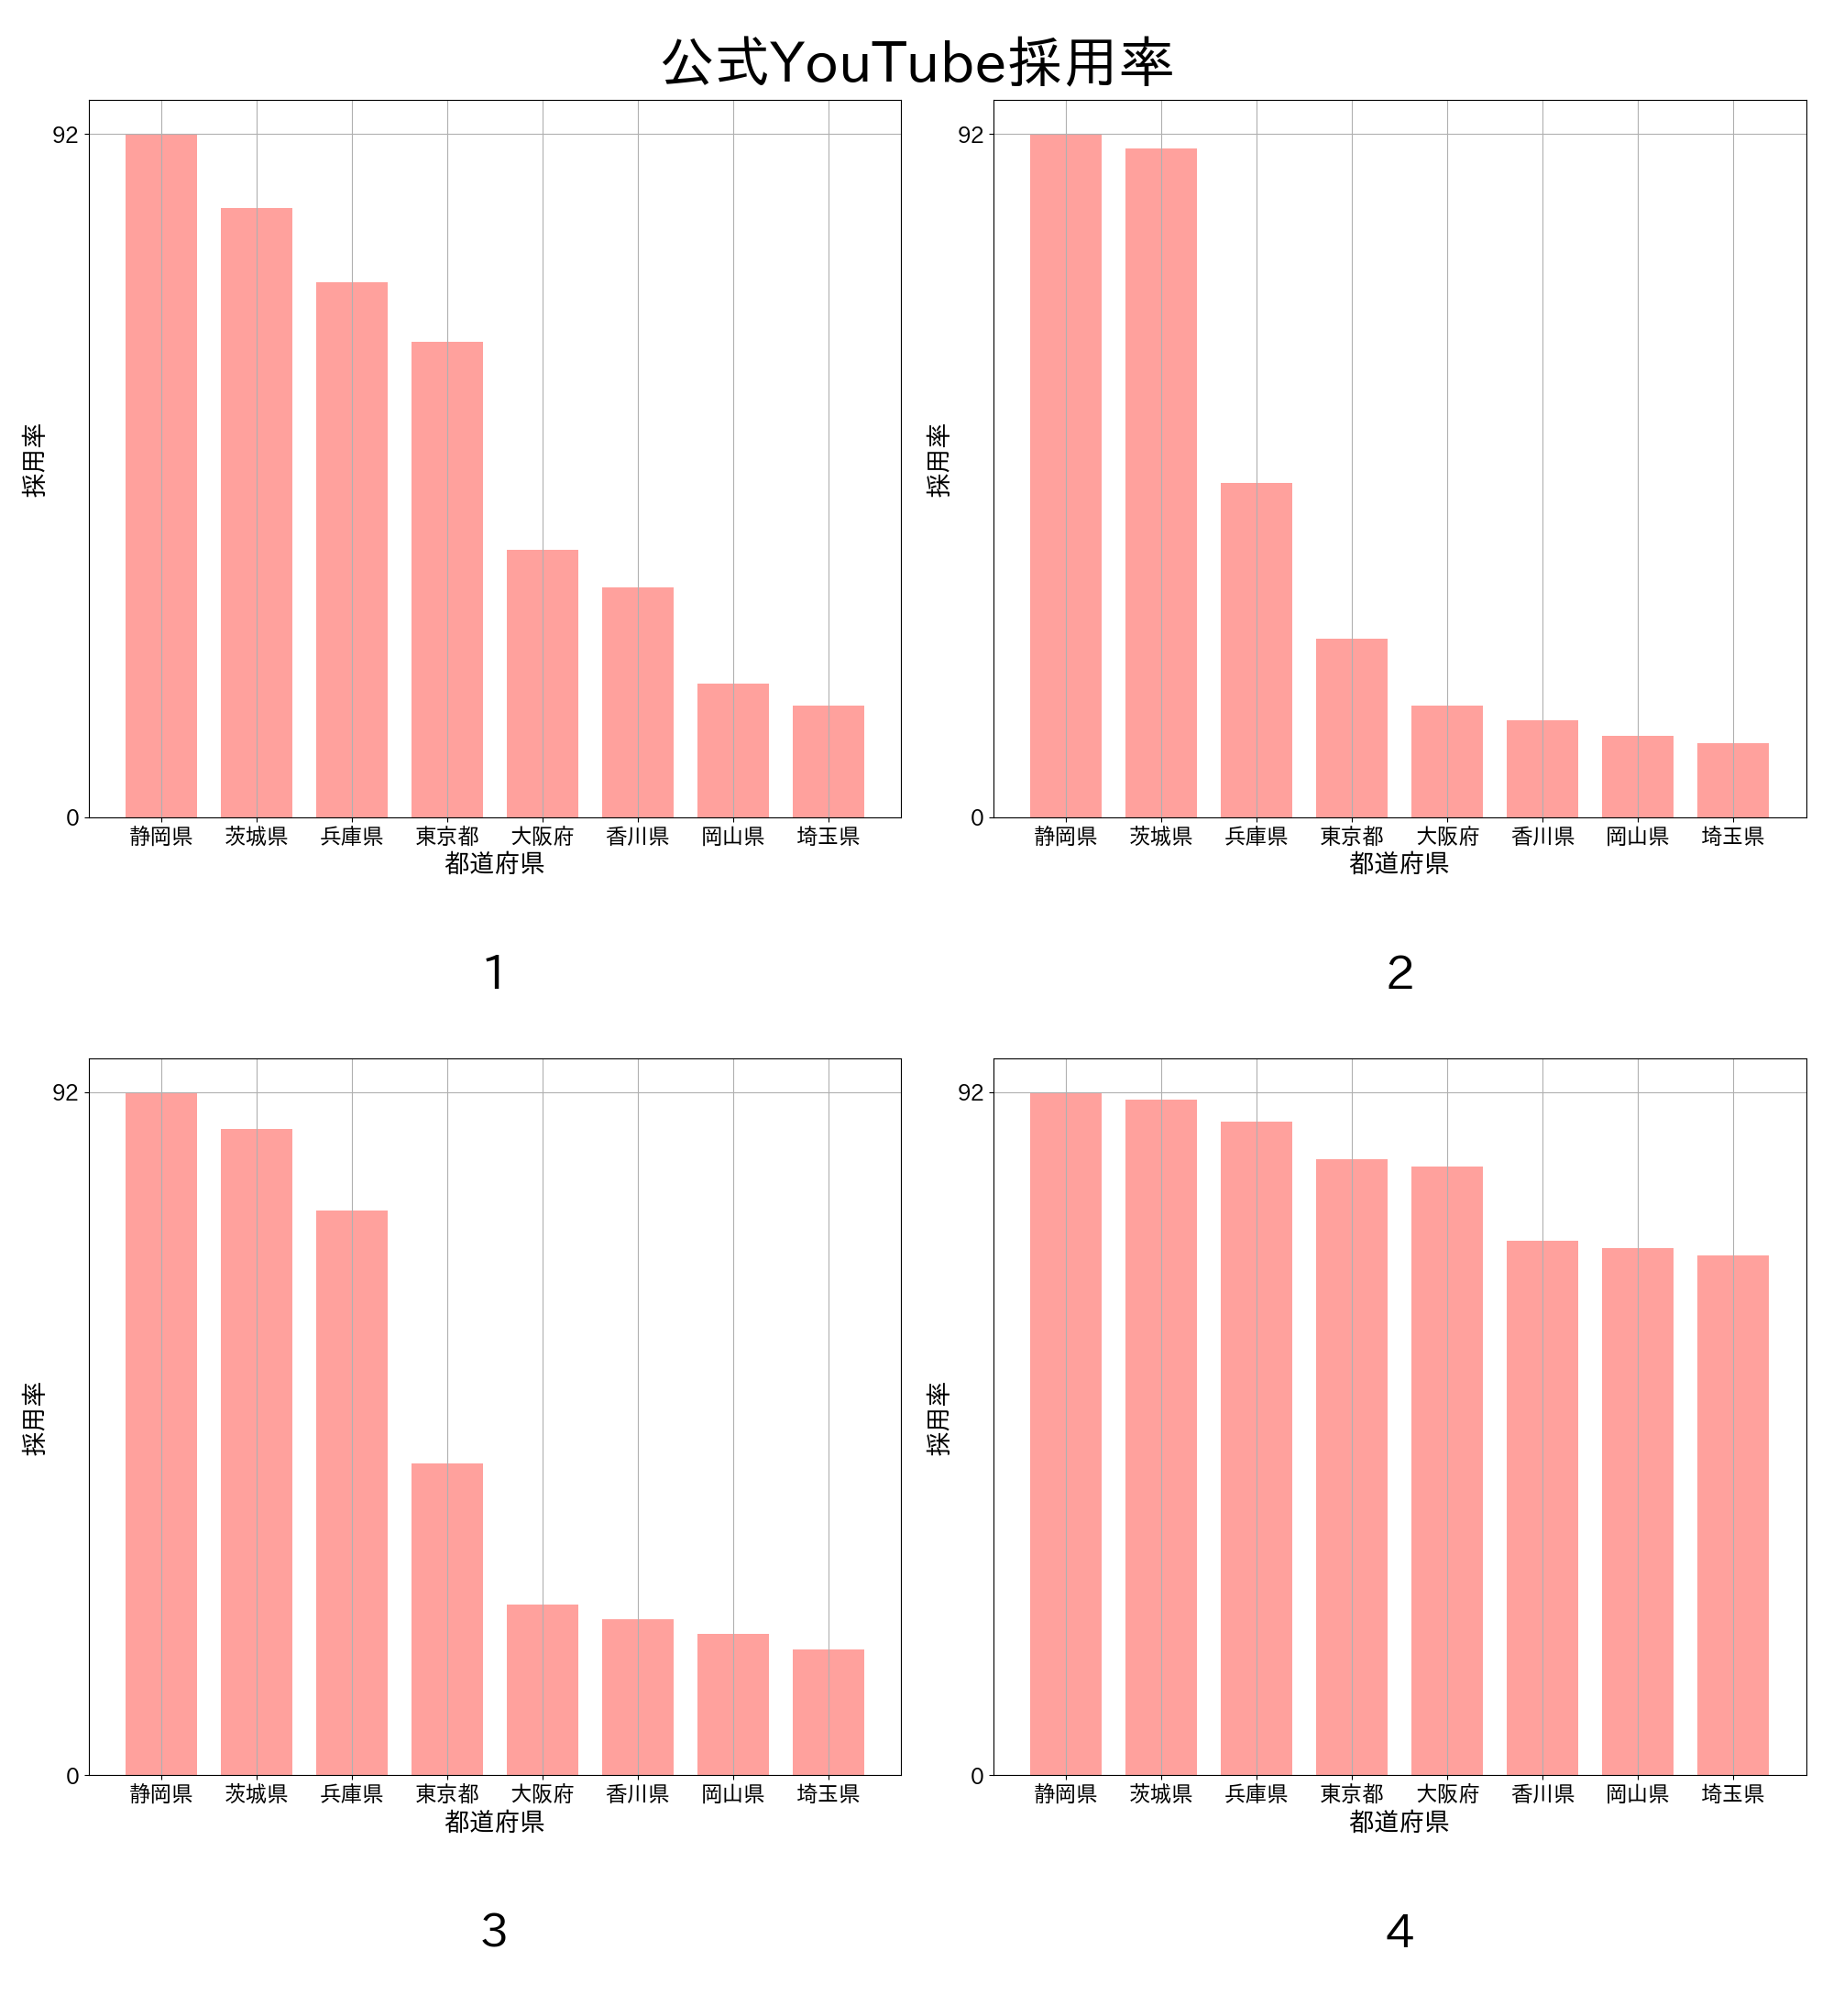 公式YouTube採用率
92
0
採用率
静岡県 茨城県 兵庫県 東京都 大阪府 香川県 岡山県 埼玉県
都道府県
1
92
0
採用率
静岡県 茨城県 兵庫県 東京都 大阪府 香川県 岡山県 埼玉県
都道府県
2
92
0
採用率
静岡県 茨城県 兵庫県 東京都 大阪府 香川県 岡山県 埼玉県
都道府県
3
92
0
採用率
静岡県 茨城県 兵庫県 東京都 大阪府 香川県 岡山県 埼玉県
都道府県
4